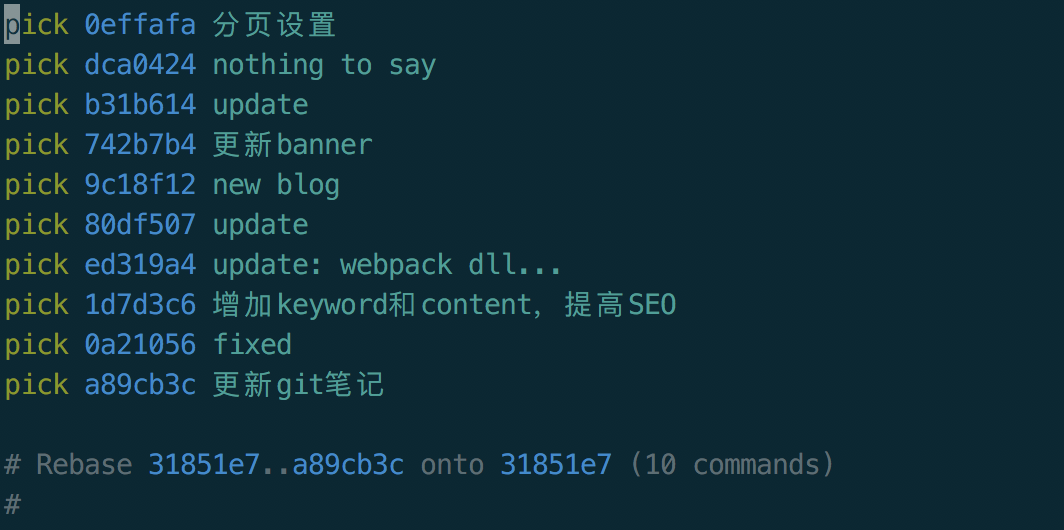 pick 0effafa 分页设置
pick dca0424 nothing to say
pick b31b614 update
pick 742b7b4 更新banner
pick 9c18f12 new blog
pick 80df507 update
pick ed319a4 update: webpack dll...
pick 1d7d3c6 增加keyword和content，提高SEO
pick 0a21056 fixed
pick a89cb3c 更新git笔记
# Rebase 31851e7..a89cb3c onto 31851e7 (10 commands)
#